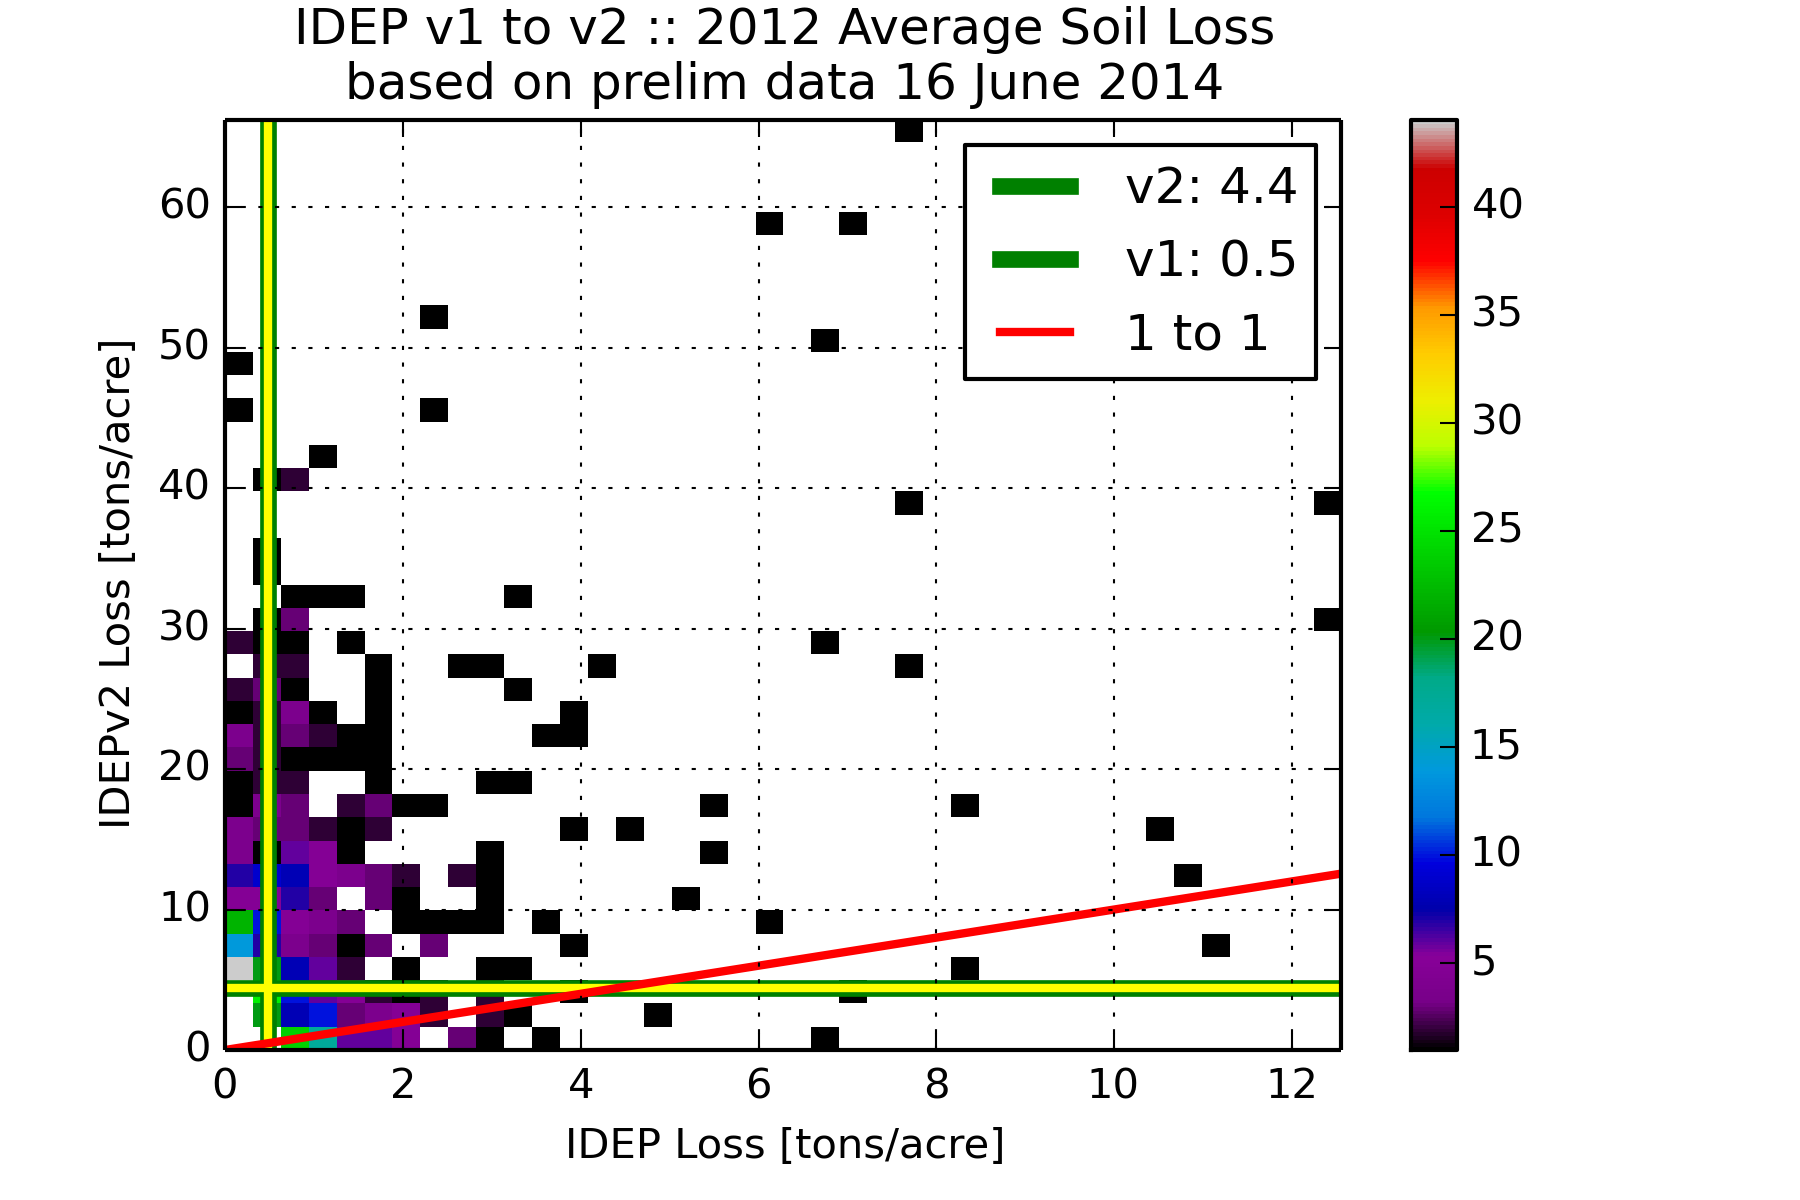 IDEP v1 to v2 :: 2012 Average Soil Loss
based on prelim data 16 June 2014
v2: 4.4
v1: 0.5
1 to 1
IDEPv2 Loss [tons/acre]
60
50
40
30
20
10
0
0 2 4 6 8 10 12
IDEP Loss [tons/acre]
40
35
30
25
20
15
10
5